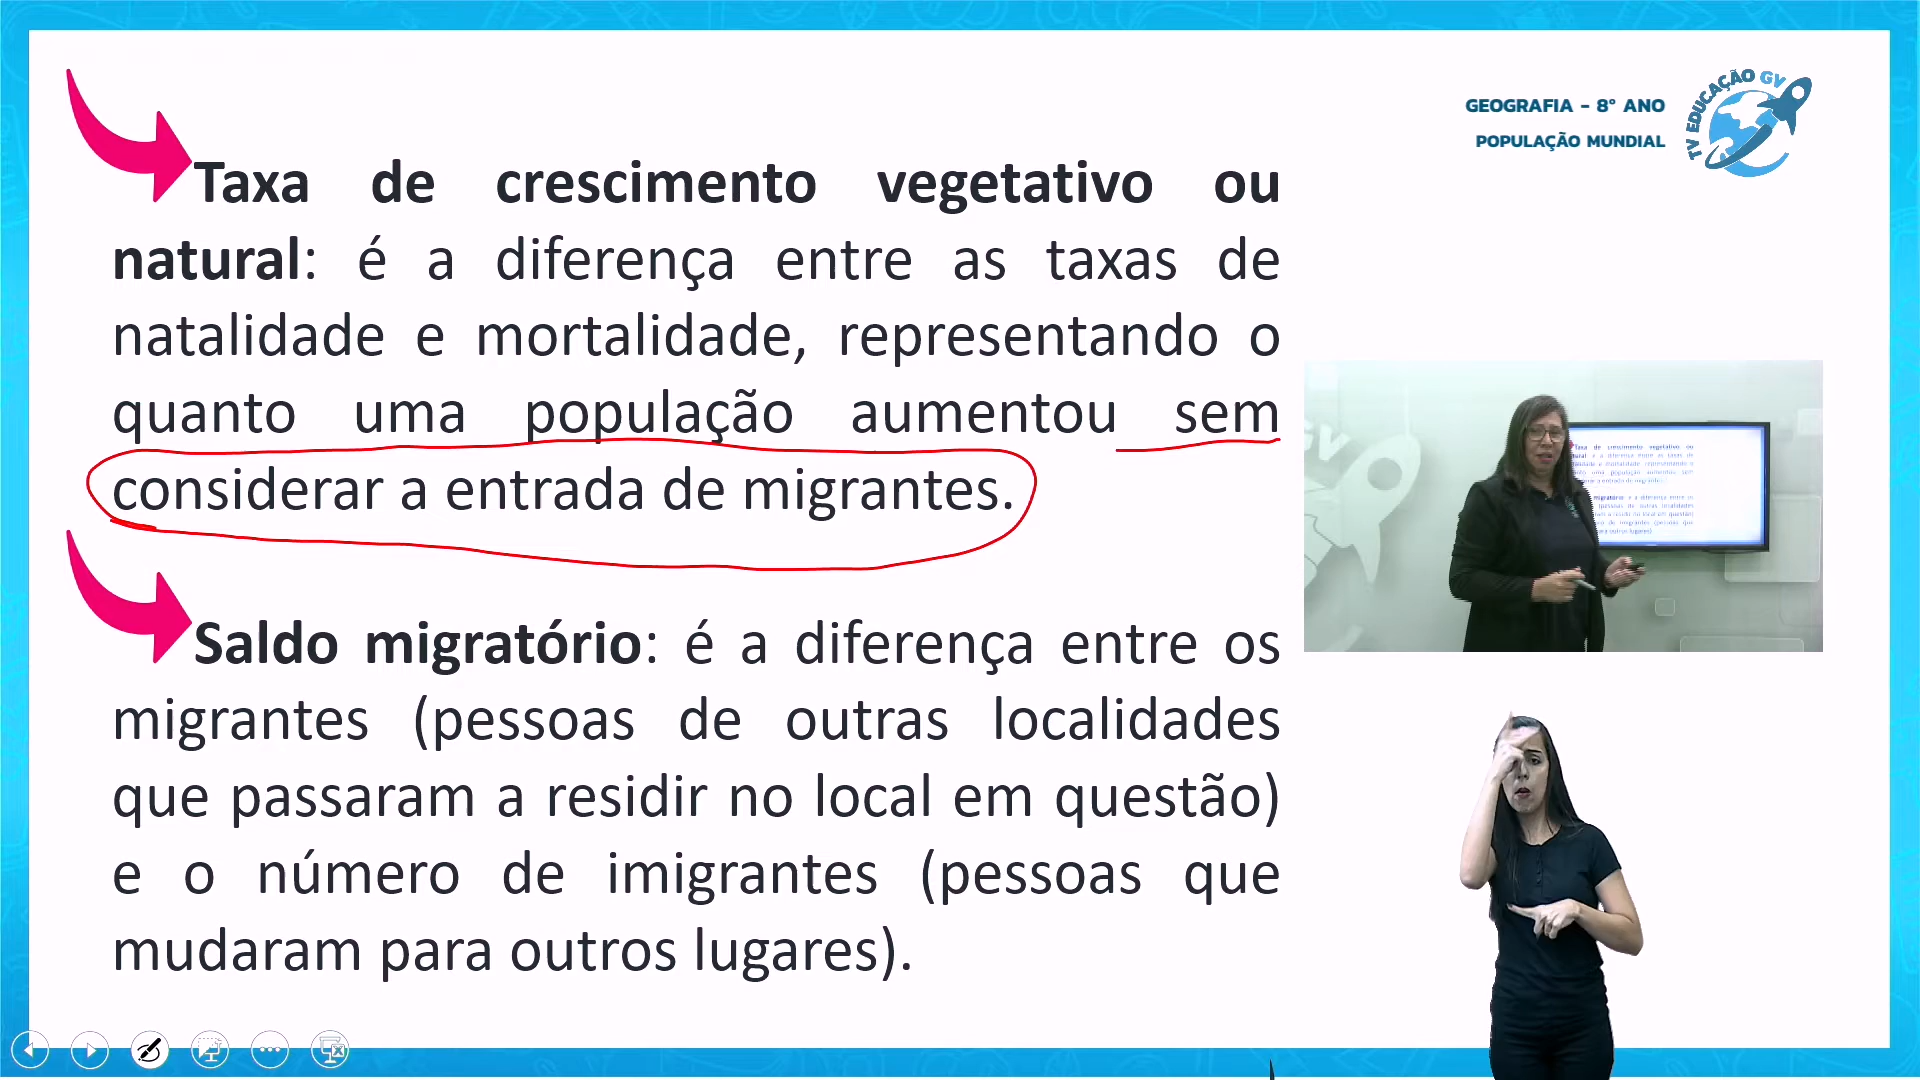 GEOGRAFIA - 8º ANO
POPULAÇÃO MUNDIAL
TV EDUCAÇÃO GV
Taxa de crescimento vegetativo ou
natural: é a diferença entre as taxas de
natalidade e mortalidade, representando o
quanto uma população aumentou sem
considerar a entrada de migrantes.
Saldo migratório: é a diferença entre os
migrantes (pessoas de outras localidades
que passaram a residir no local em questão)
e o número de imigrantes (pessoas que
mudaram para outros lugares).